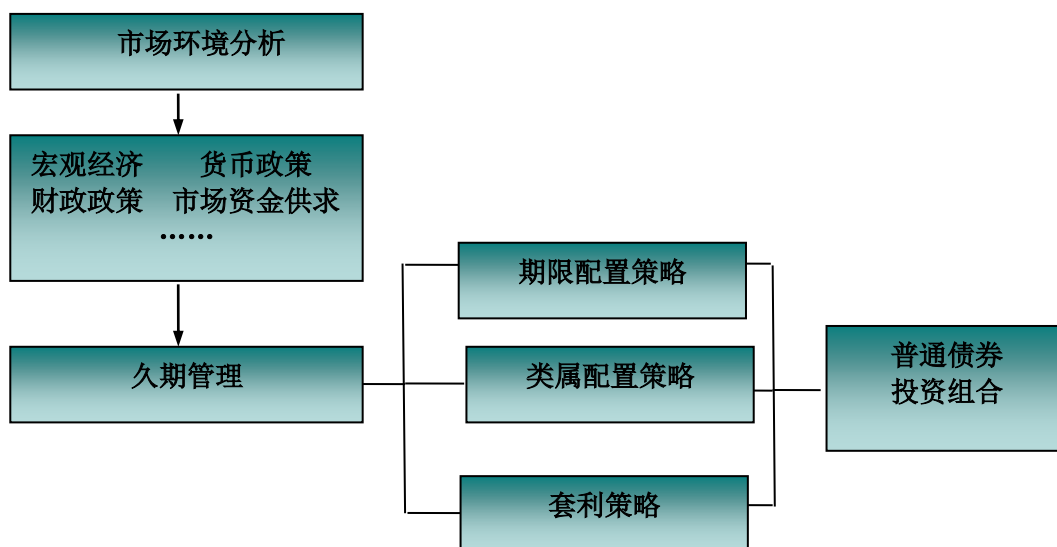 市场环境分析
宏观经济 货币政策
财政政策 市场资金供求
……
期限配置策略
久期管理
类属配置策略
普通债券
投资组合
套利策略